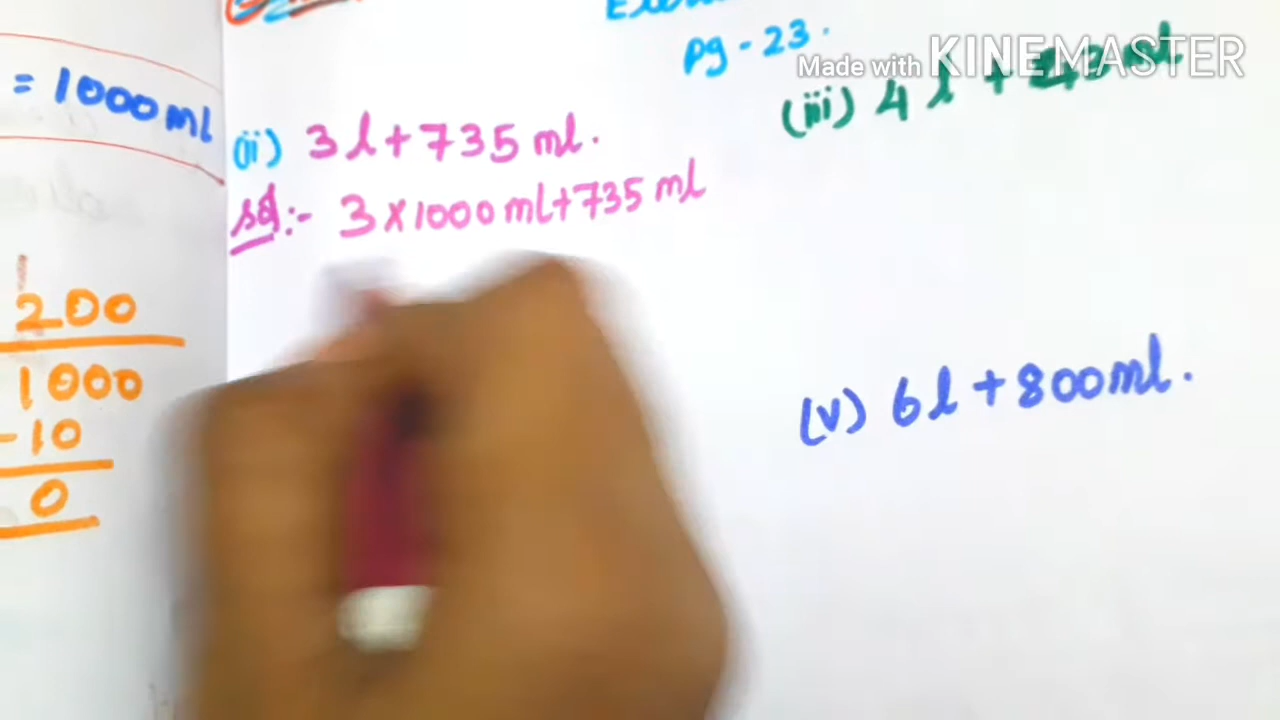 pg - 23.
Made with KINEMASTER
= 1000 ml
(ii) 3 l + 735 ml.
Sol:- 3 x 1000 ml + 735 ml
(iii) 4 l + ml
200
1000
-10
0
(v) 6 l + 800 ml.